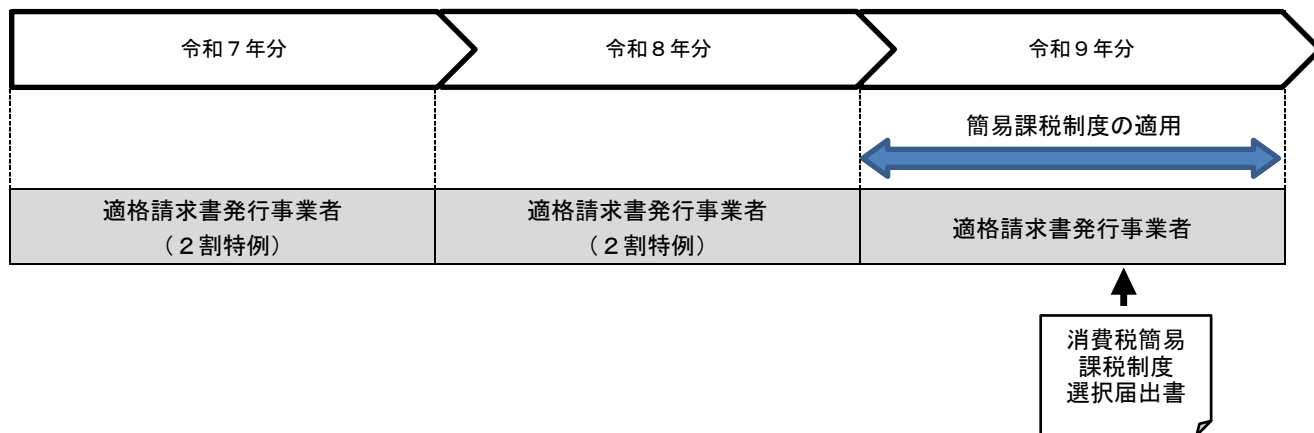 令和７年分
令和８年分
令和９年分
簡易課税制度の適用
適格請求書発行事業者
（２割特例）
適格請求書発行事業者
（２割特例）
適格請求書発行事業者
消費税簡易
課税制度
選択届出書